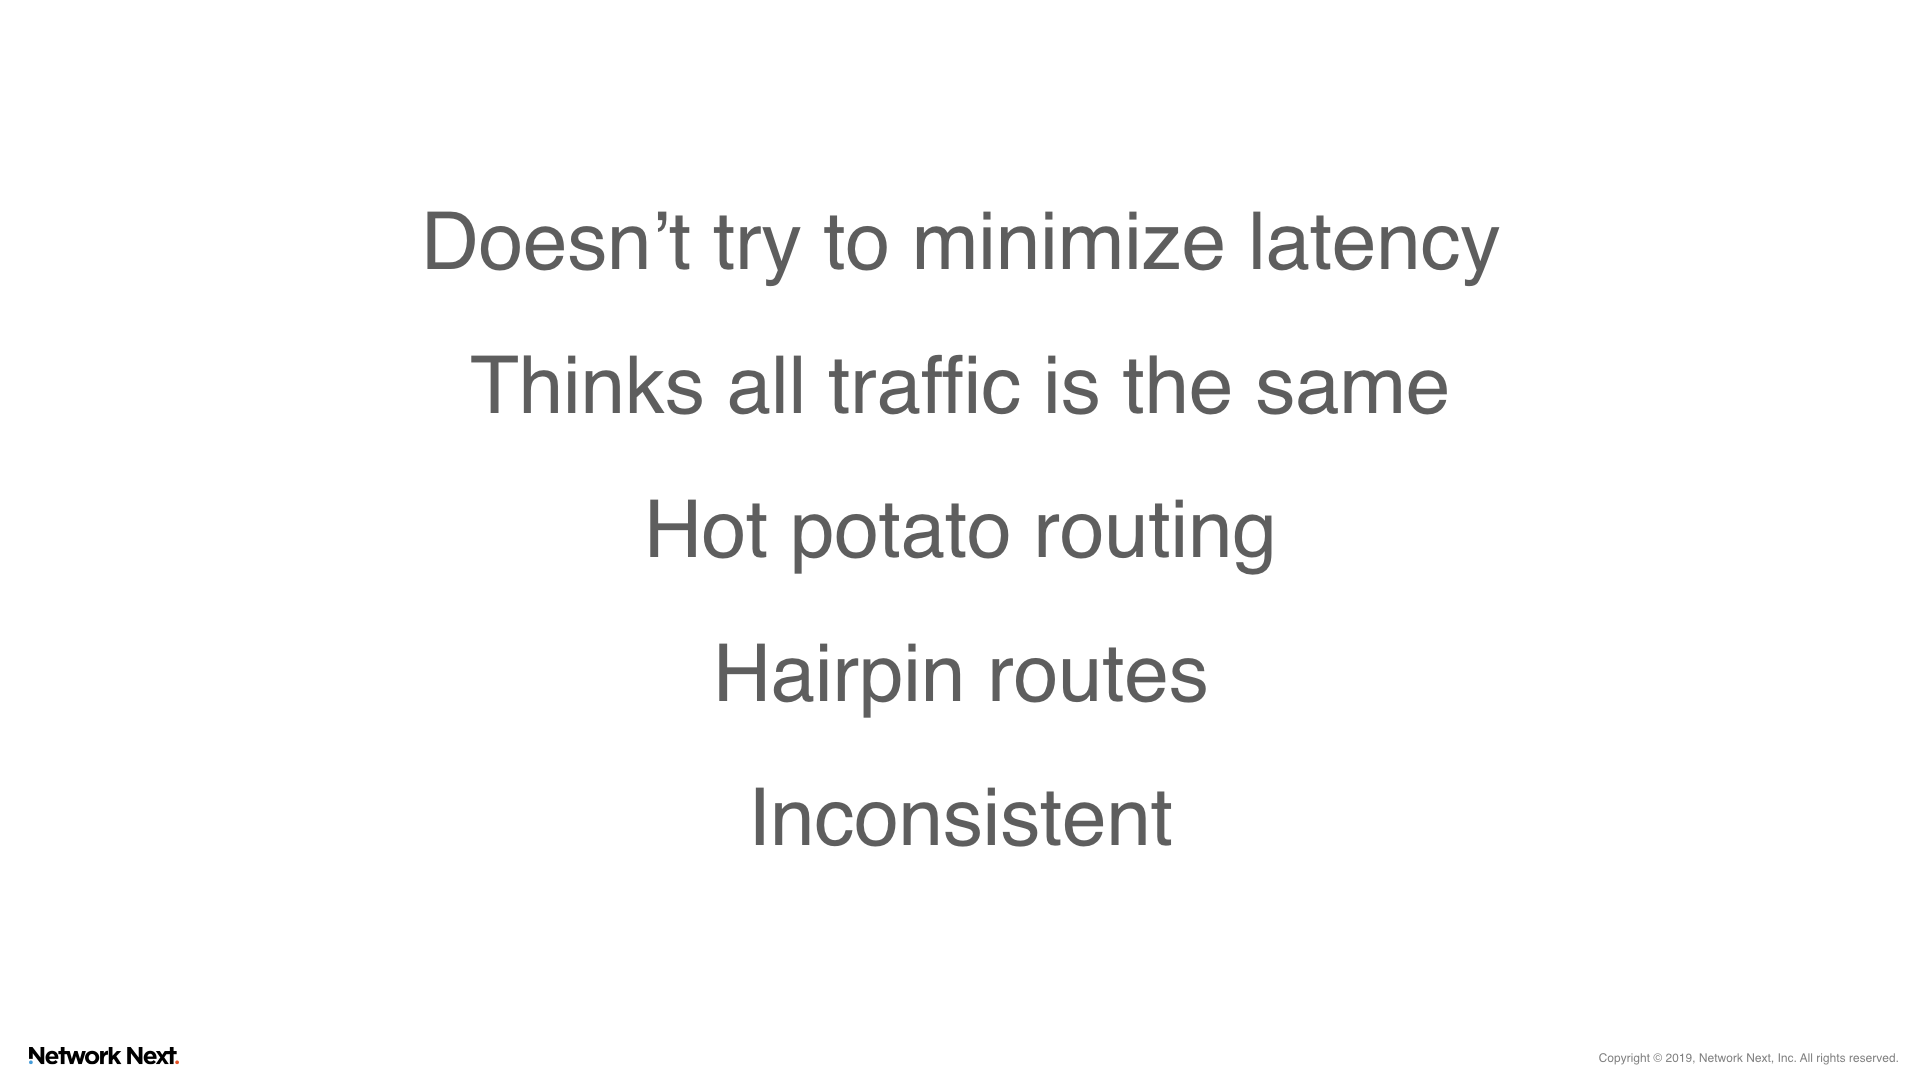 Doesn’t try to minimize latency
Thinks all traffic is the same
Hot potato routing
Hairpin routes
Inconsistent
Network Next.
Copyright © 2019, Network Next, Inc. All rights reserved.